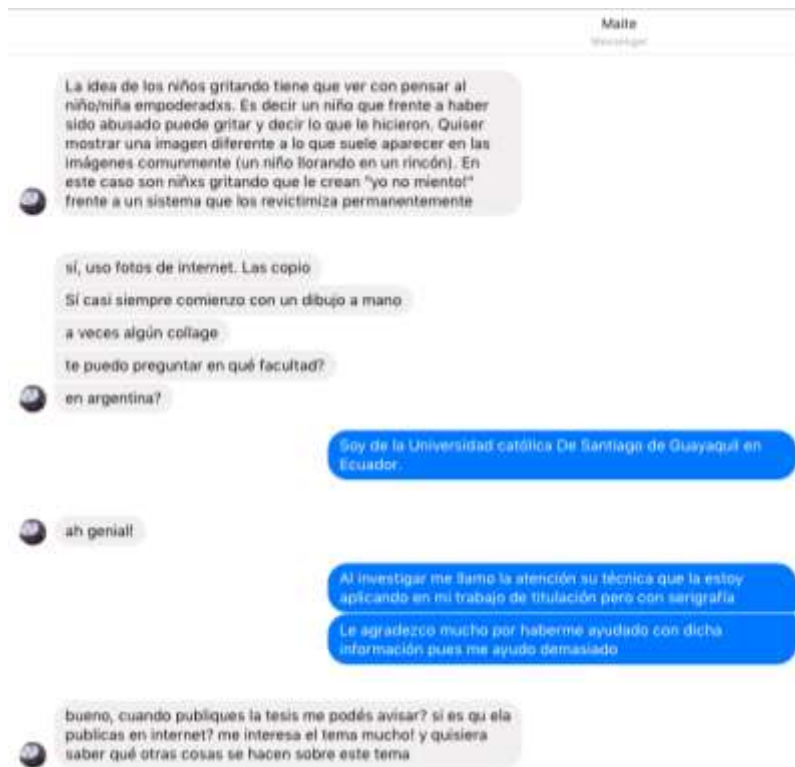 Maite
Messenger
La idea de los niños gritando tiene que ver con pensar al
niño/niña empoderadxs. Es decir un niño que frente a haber
sido abusado puede gritar y decir lo que le hicieron. Quiser
mostrar una imagen diferente a lo que suele aparecer en las
imágenes comunmente (un niño llorando en un rincón). En
este caso son niñxs gritando que le crean "yo no miento!"
frente a un sistema que los revictimiza permanentemente
sí, uso fotos de internet. Las copio
Sí casi siempre comienzo con un dibujo a mano
a veces algún collage
te puedo preguntar en qué facultad?
en argentina?
Soy de la Universidad católica De Santiago de Guayaquil en
Ecuador.
ah genial!
Al investigar me llamo la atención su técnica que la estoy
aplicando en mi trabajo de titulación pero con serigrafía
Le agradezco mucho por haberme ayudado con dicha
información pues me ayudo demasiado
bueno, cuando publiques la tesis me podés avisar? si es qu ela
publicas en internet? me interesa el tema mucho! y quisiera
saber qué otras cosas se hacen sobre este tema